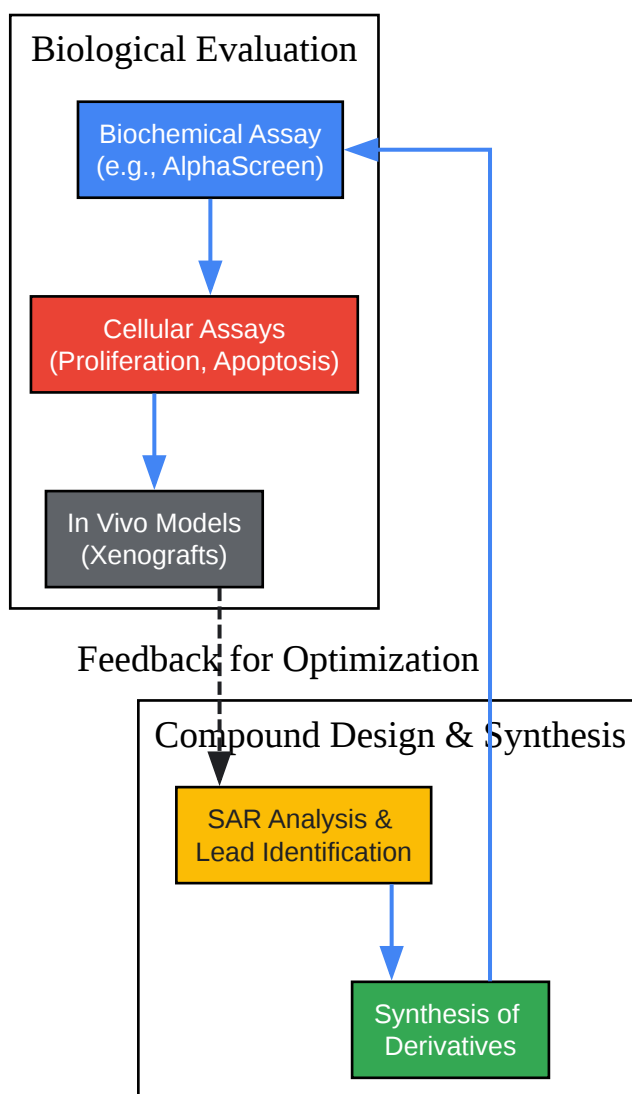 Biological Evaluation
Biochemical Assay
(e.g., AlphaScreen)
Cellular Assays
(Proliferation, Apoptosis)
In Vivo Models
(Xenografts)
Feedback for Optimization
Compound Design & Synthesis
SAR Analysis &
Lead Identification
Synthesis of
Derivatives